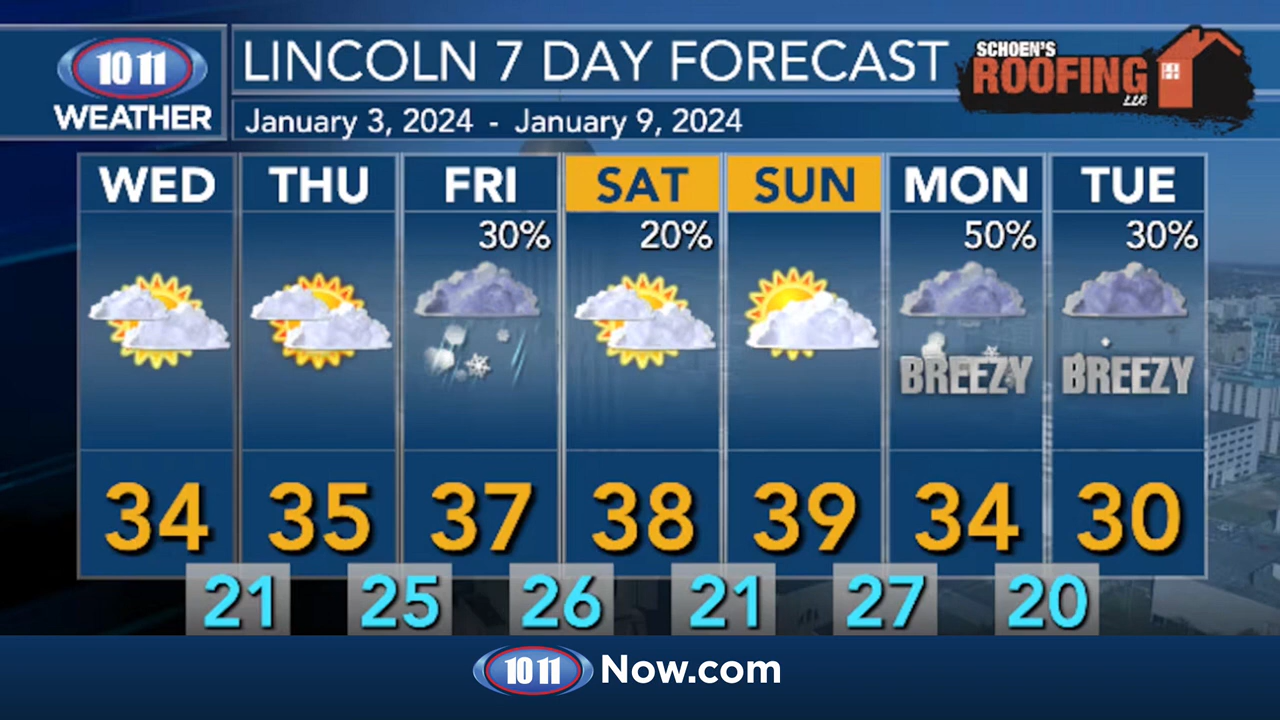 10 11
WEATHER
LINCOLN 7 DAY FORECAST
January 3, 2024 - January 9, 2024
SCHOEN'S
ROOFING
LLC
WED THU FRI SAT SUN MON TUE
30% 20% 50% 30%
BREEZY BREEZY
34 35 37 38 39 34 30
21 25 26 21 27 20
10 11 Now.com